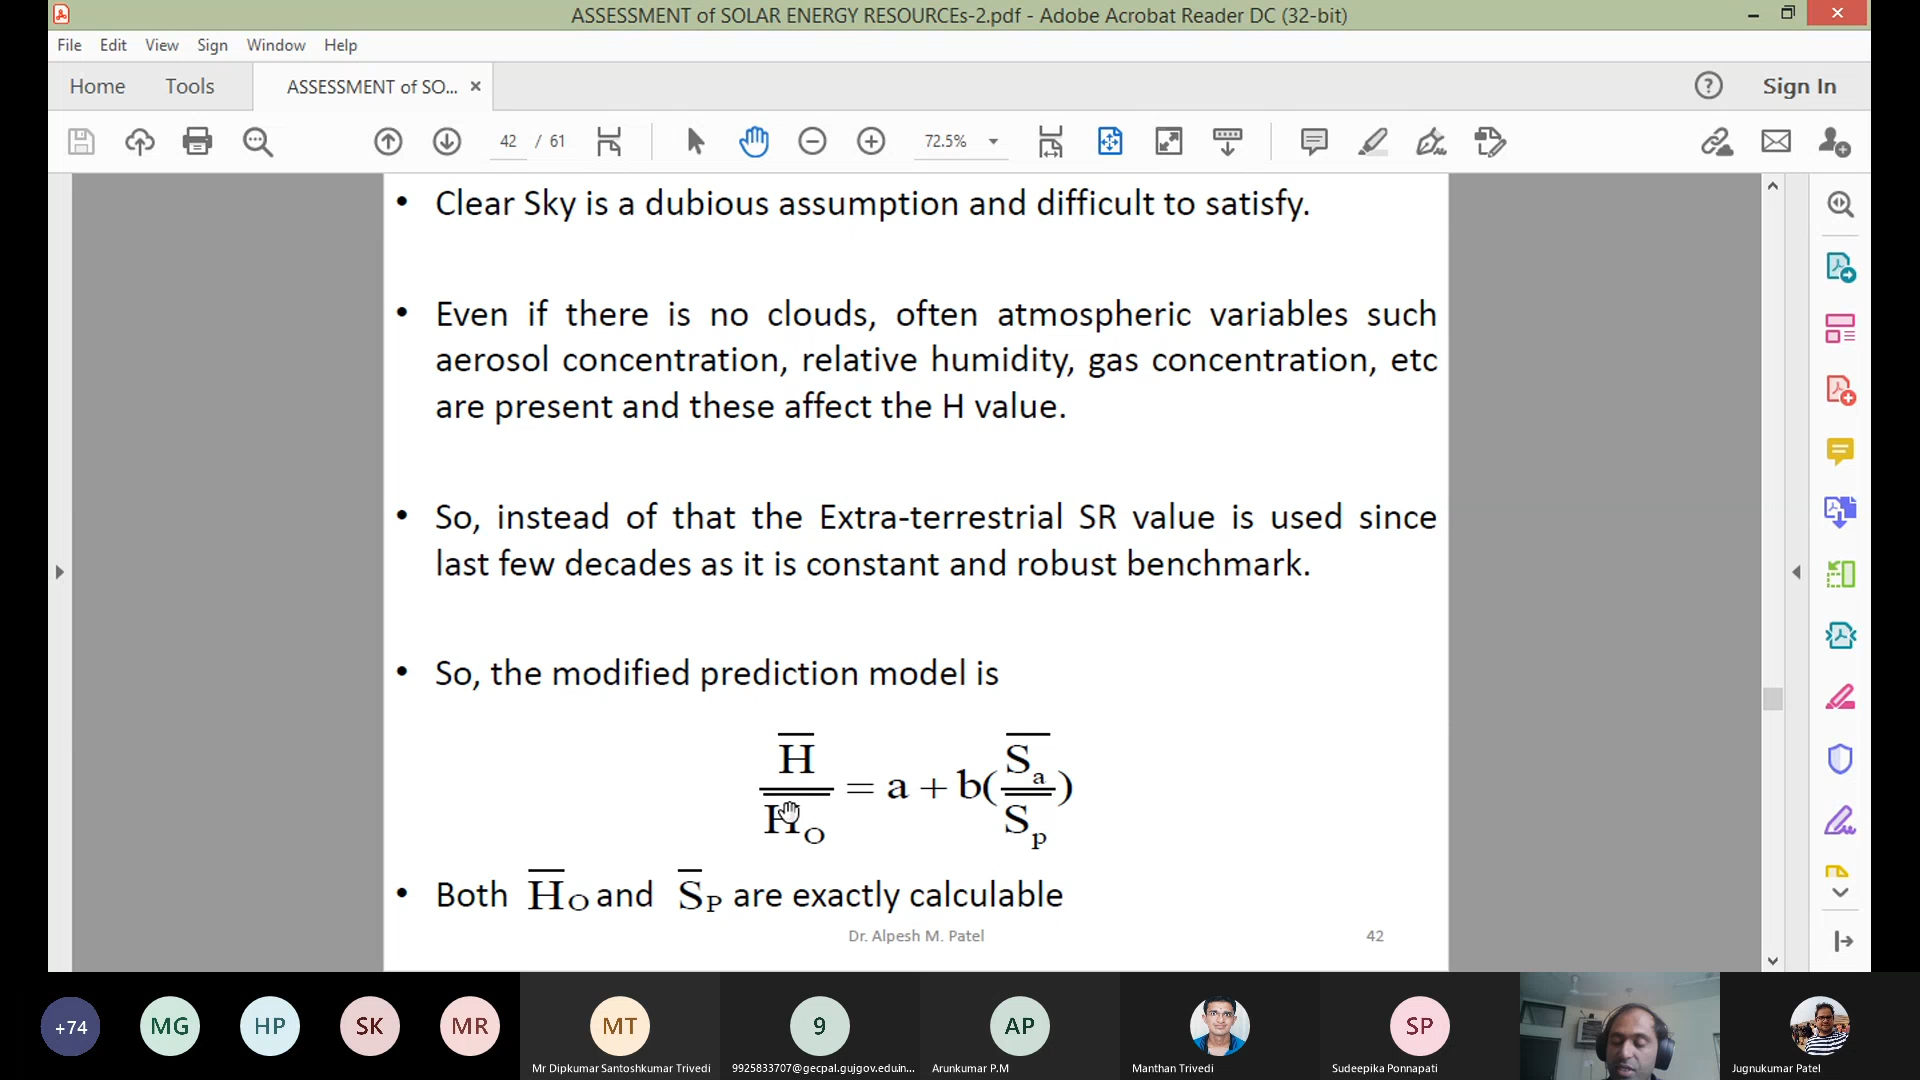 ASSESSMENT of SOLAR ENERGY RESOURCEs-2.pdf - Adobe Acrobat Reader DC (32-bit)
File Edit View Sign Window Help
Home Tools ASSESSMENT of SO... × Sign In
42 / 61 72.5%
• Clear Sky is a dubious assumption and difficult to satisfy.
• Even if there is no clouds, often atmospheric variables such
aerosol concentration, relative humidity, gas concentration, etc
are present and these affect the H value.
• So, instead of that the Extra-terrestrial SR value is used since
last few decades as it is constant and robust benchmark.
• So, the modified prediction model is
H̅ / H̅_O = a + b(S̅_a / S̅_p)
• Both H̅_O and S̅_P are exactly calculable
Dr. Alpesh M. Patel 42
+74 MG HP SK MR MT 9 AP SP
Mr Dipkumar Santoshkumar Trivedi 9925833707@gecpal.gujgov.eduin... Arunkumar P.M Manthan Trivedi Sudeepika Ponnapati Jugnukumar Patel